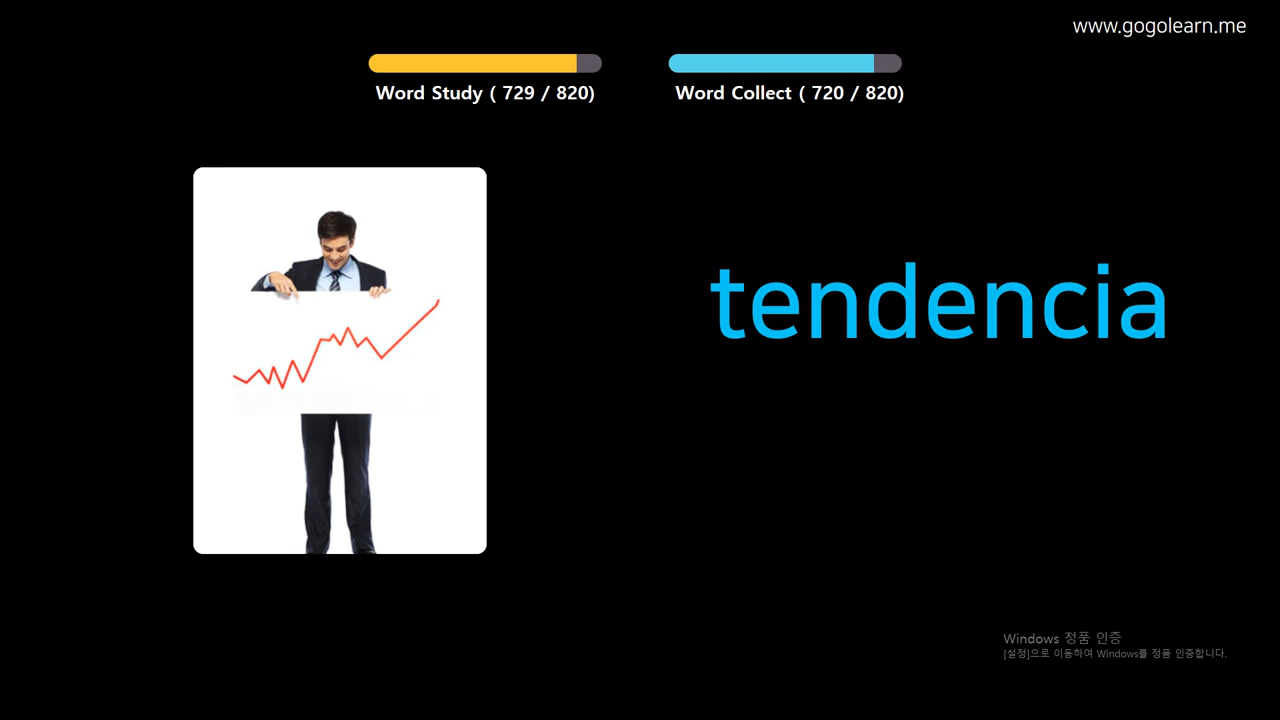 www.gogolearn.me
Word Study ( 729 / 820)
Word Collect ( 720 / 820)
tendencia
Windows 정품 인증
[설정]으로 이동하여 Windows를 정품 인증합니다.